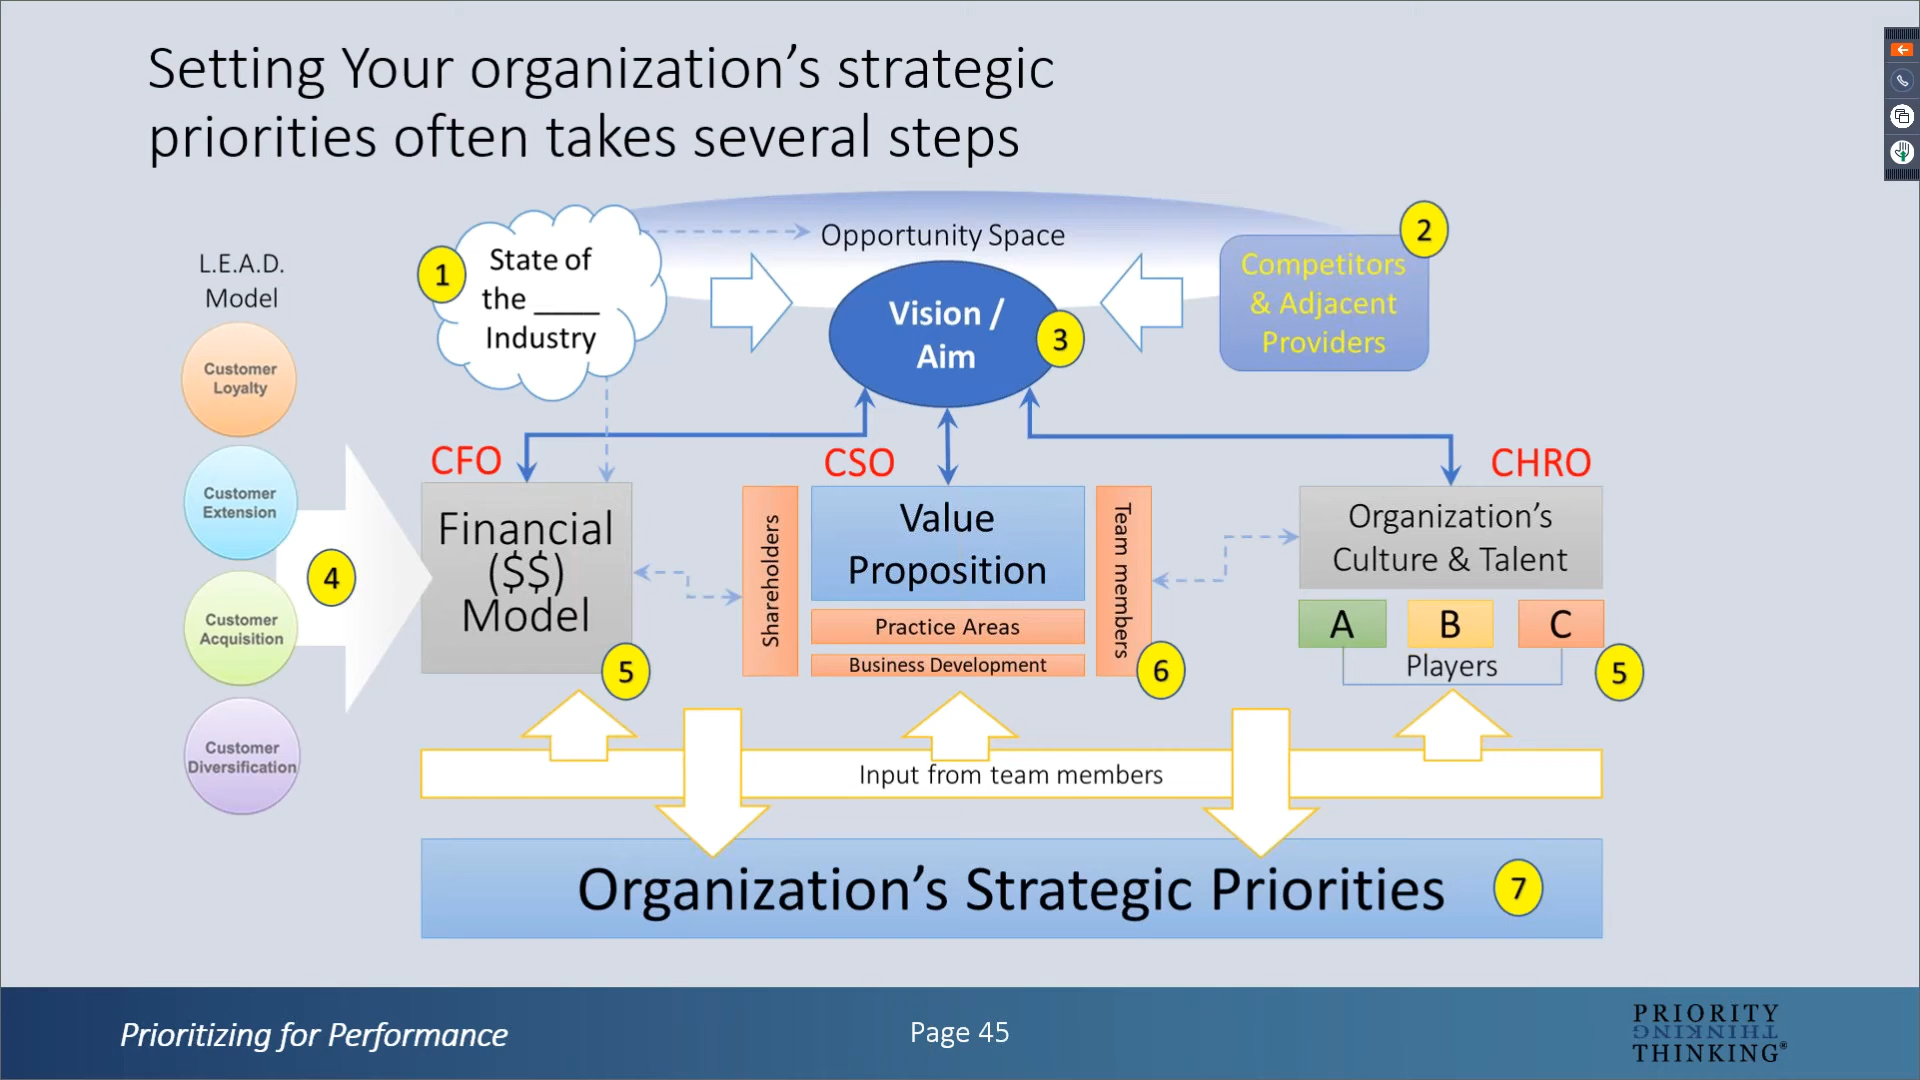 Setting Your organization's strategic
priorities often takes several steps
L.E.A.D.
Model
Customer
Loyalty
Customer
Extension
Customer
Acquisition
Customer
Diversification
1
State of
the ____
Industry
Opportunity Space
2
Competitors
& Adjacent
Providers
Vision /
Aim
3
4
CFO
Financial
($$)
Model
5
CSO
Shareholders
Value
Proposition
Practice Areas
Business Development
Team members
6
CHRO
Organization's
Culture & Talent
A B C
Players
5
Input from team members
Organization's Strategic Priorities 7
Prioritizing for Performance
Page 45
PRIORITY
THINKING
THINKING®